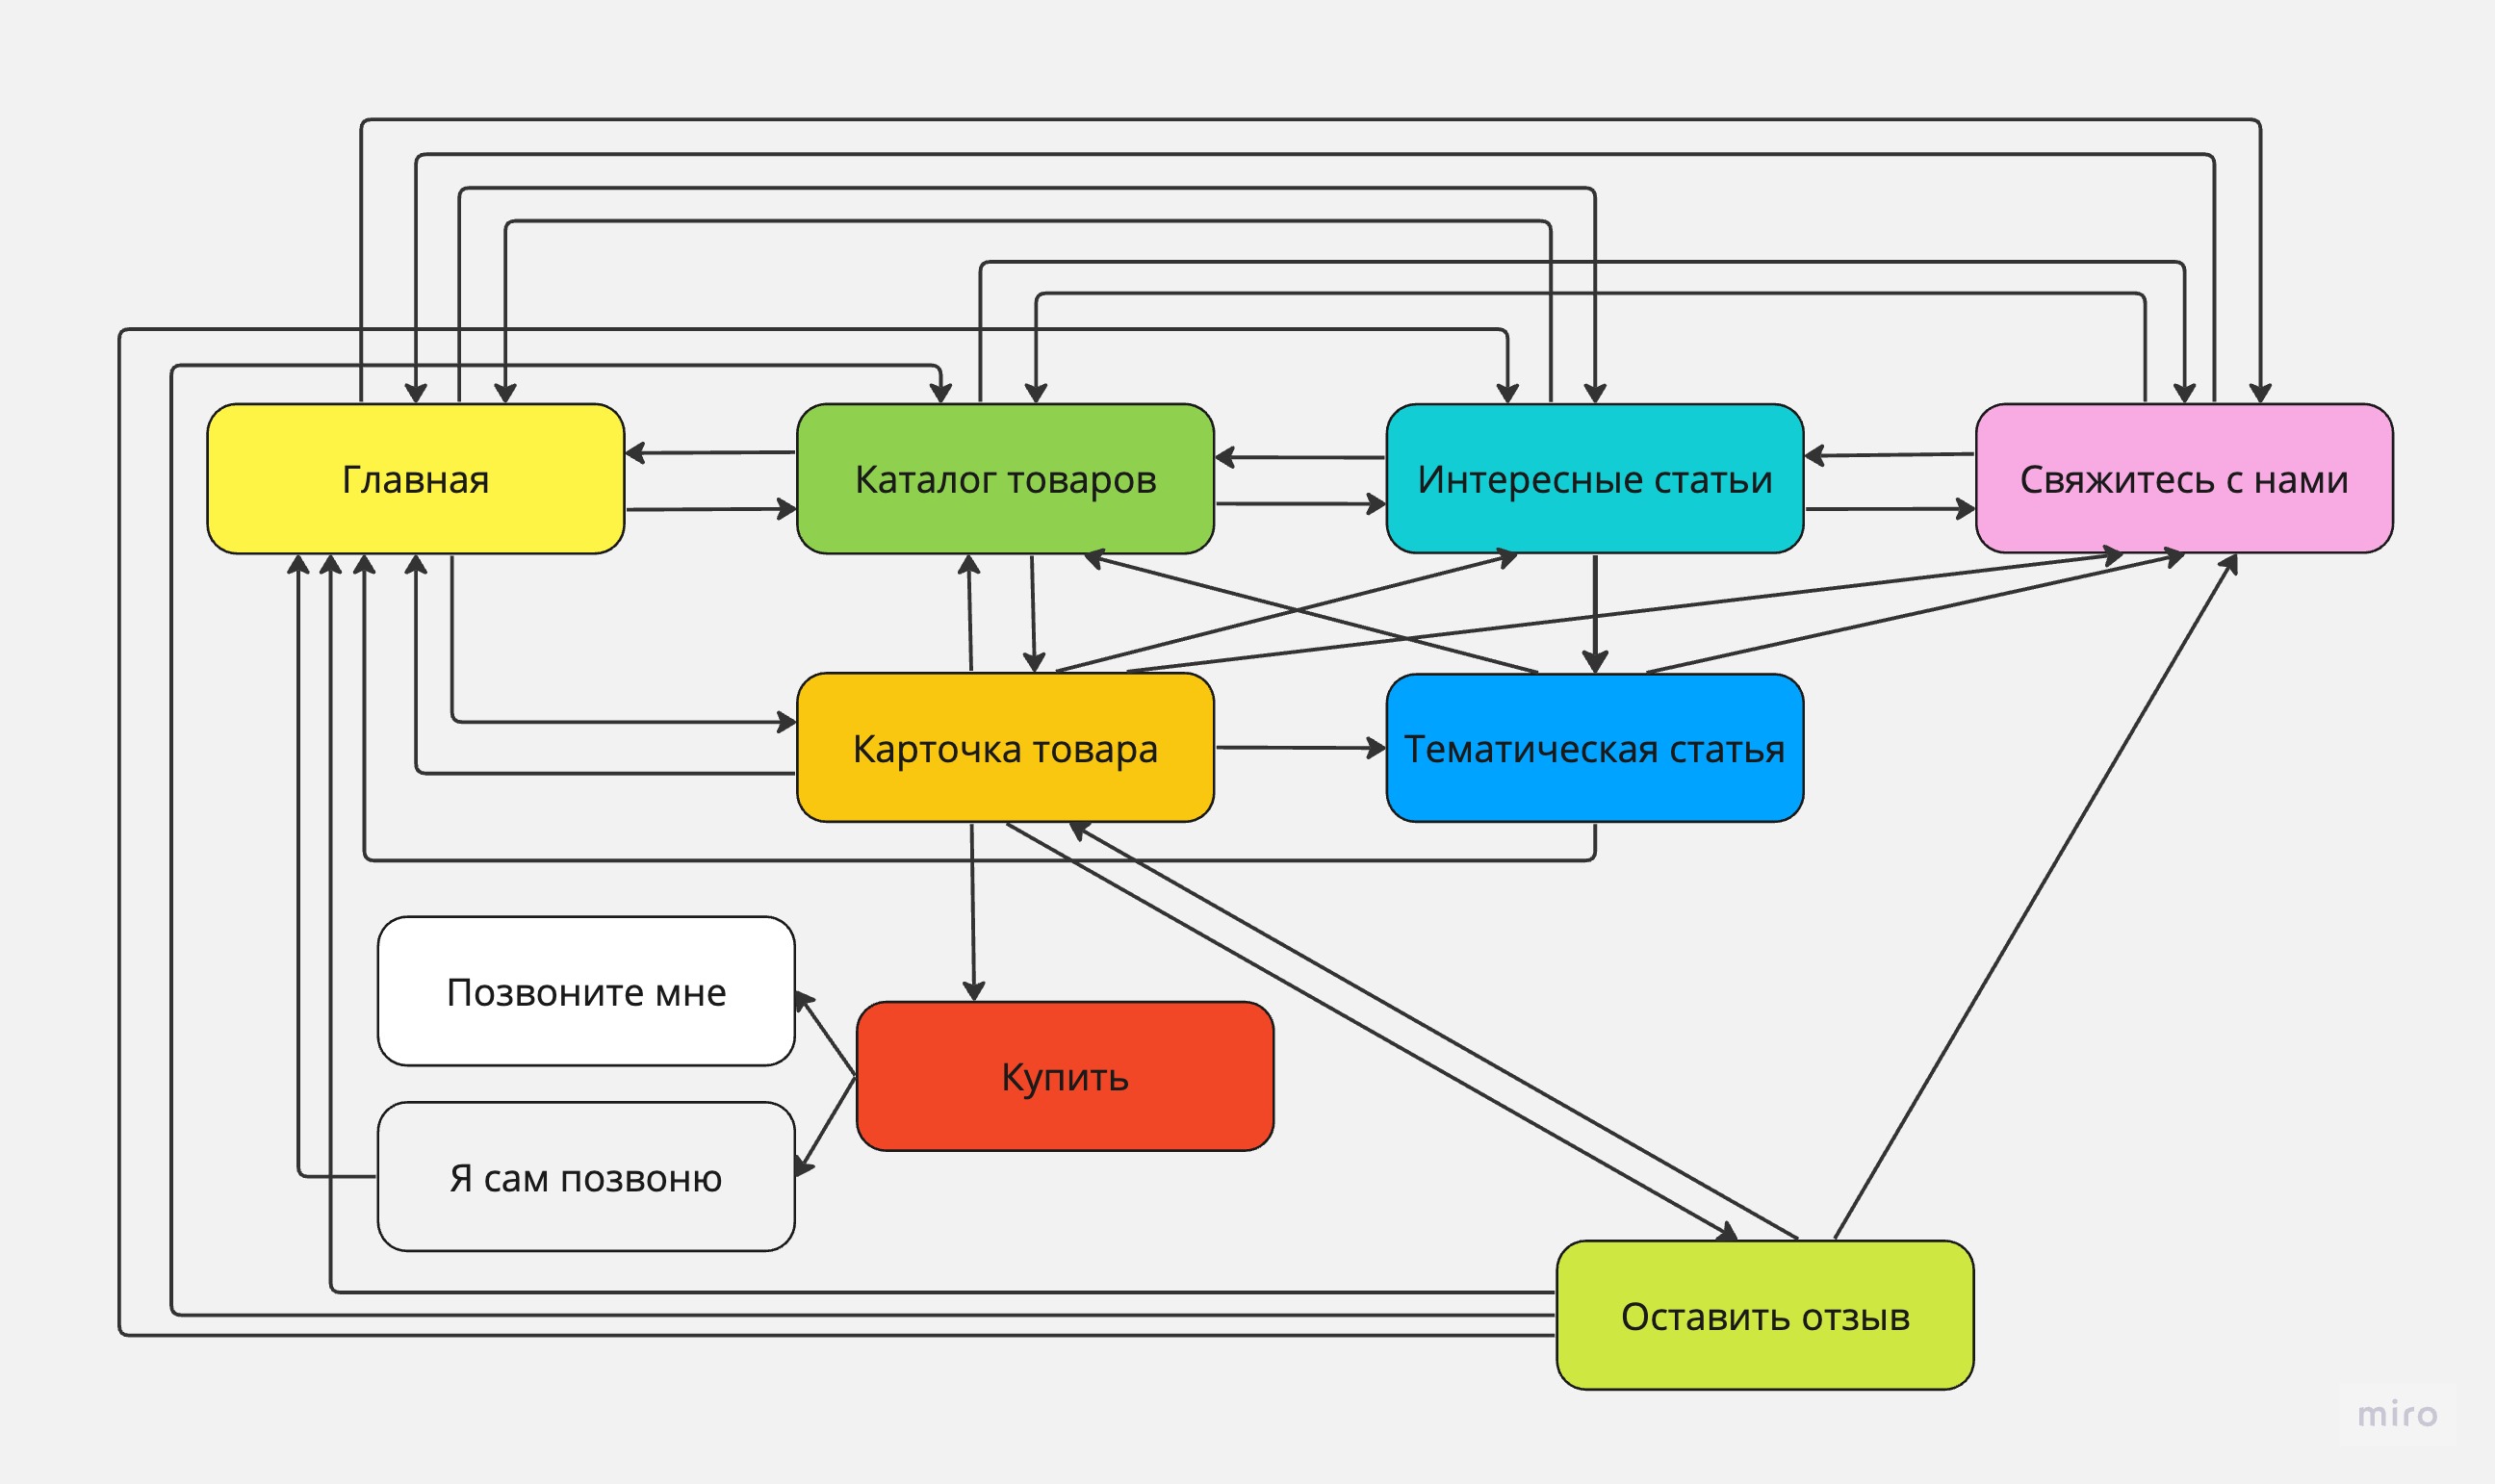 Главная
Каталог товаров
Интересные статьи
Свяжитесь с нами
Карточка товара
Тематическая статья
Позвоните мне
Купить
Я сам позвоню
Оставить отзыв
miro